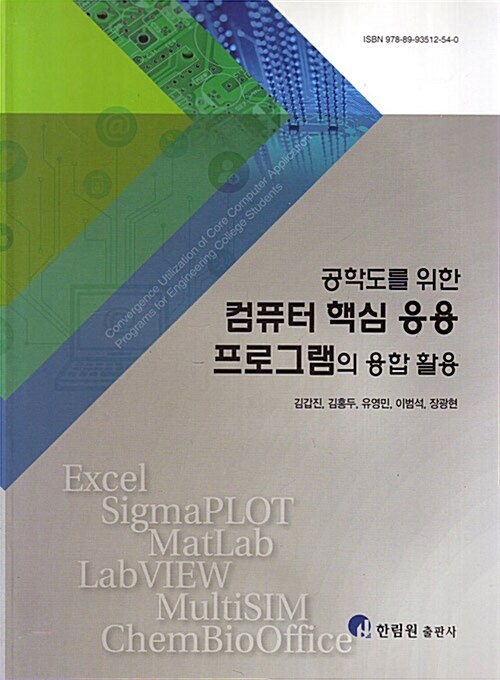 ISBN 978-89-93512-54-0
Convergence Utilization of Core Computer Application
Programs for Engineering College Students
공학도를 위한
컴퓨터 핵심 응용
프로그램의 융합 활용
김갑진, 김홍두, 유영민, 이범석, 장광현
Excel
SigmaPLOT
MatLab
LabVIEW
MultiSIM
ChemBioOffice
한림원 출판사